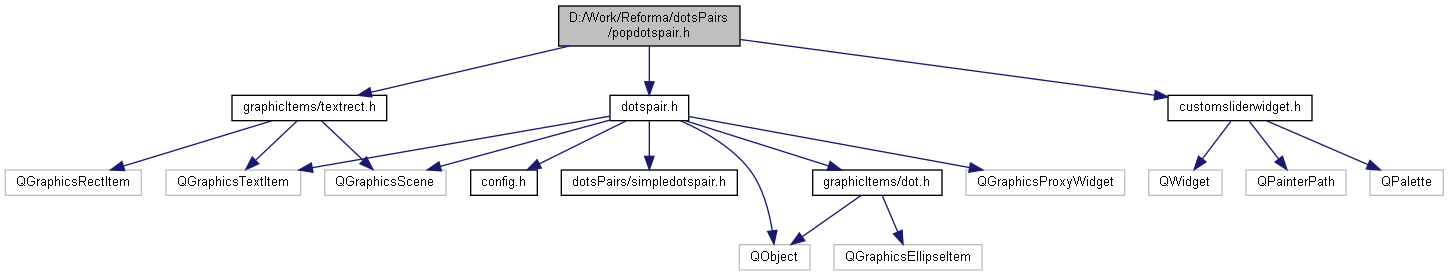 D:/Work/Reforma/dotsPairs
/popdotspair.h
graphicItems/textrect.h
dotspair.h
customsliderwidget.h
QGraphicsRectItem
QGraphicsTextItem
QGraphicsScene
config.h
dotsPairs/simpledotspair.h
graphicItems/dot.h
QGraphicsProxyWidget
QWidget
QPainterPath
QPalette
QObject
QGraphicsEllipseItem